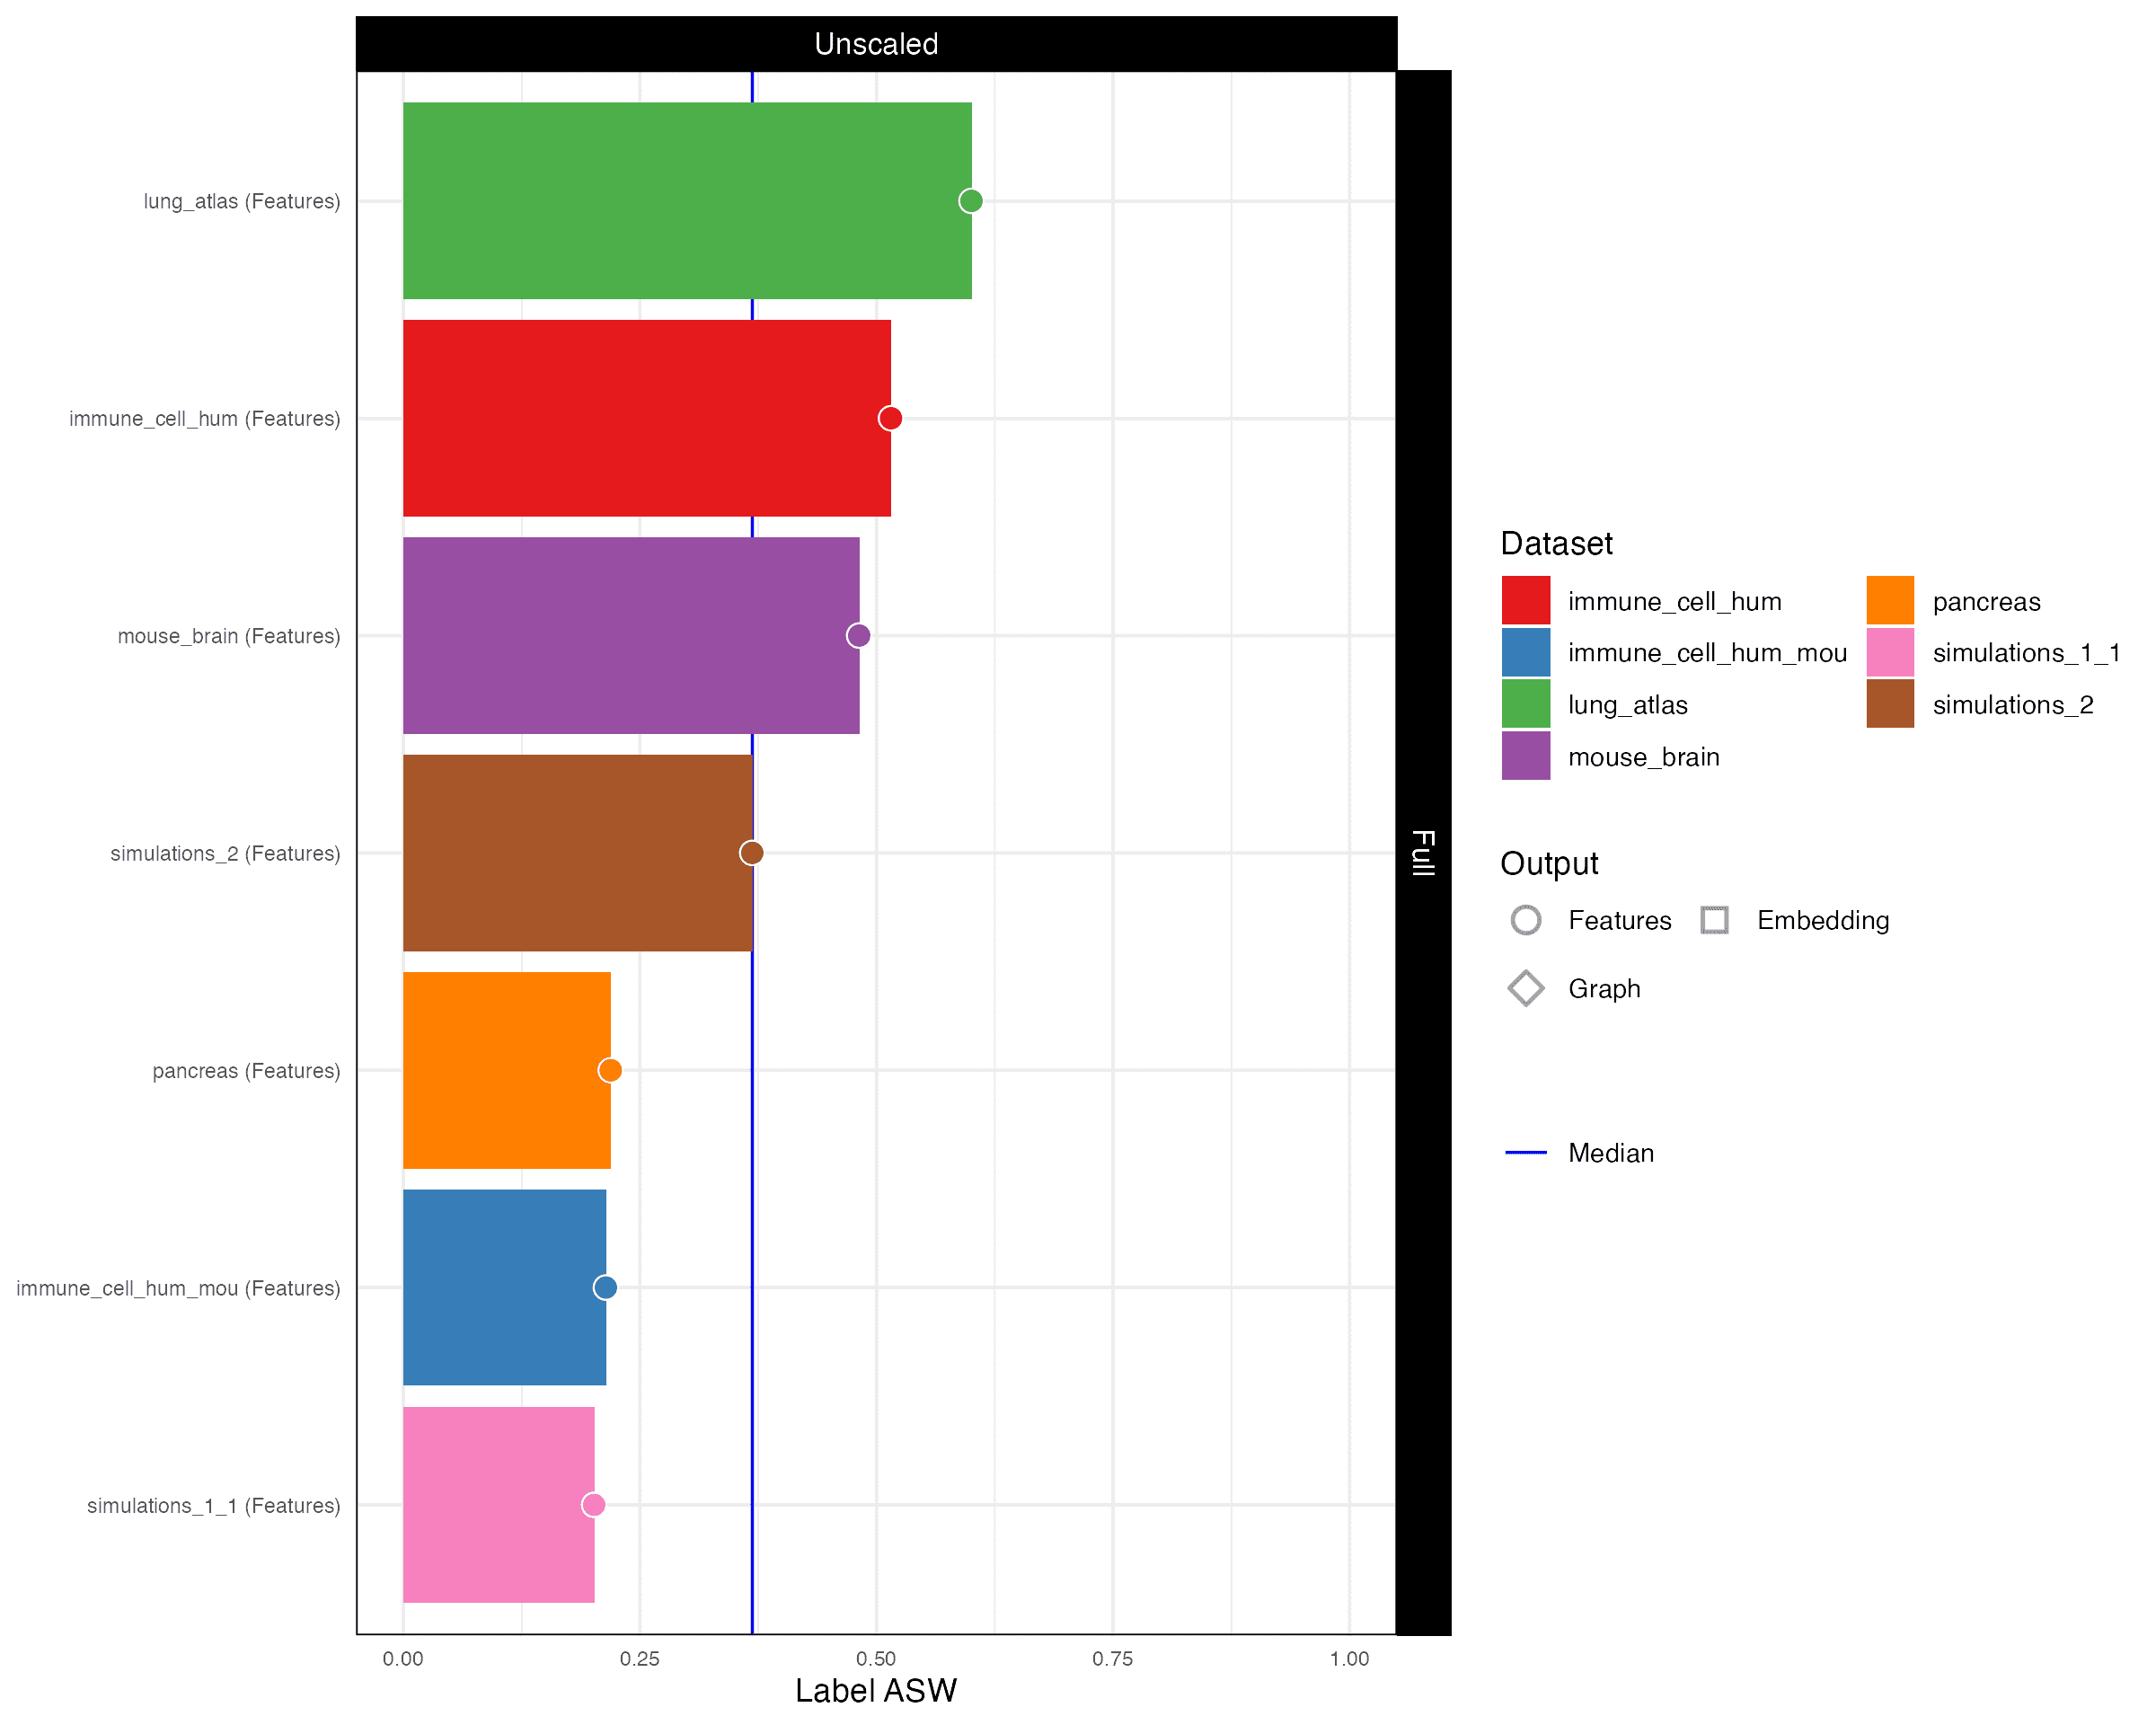 Unscaled
lung_atlas (Features)
immune_cell_hum (Features)
mouse_brain (Features)
simulations_2 (Features)
pancreas (Features)
immune_cell_hum_mou (Features)
simulations_1_1 (Features)
0.00 0.25 0.50 0.75 1.00
Label ASW
Full
Dataset
immune_cell_hum pancreas
immune_cell_hum_mou simulations_1_1
lung_atlas simulations_2
mouse_brain
Output
Features Embedding
Graph
Median